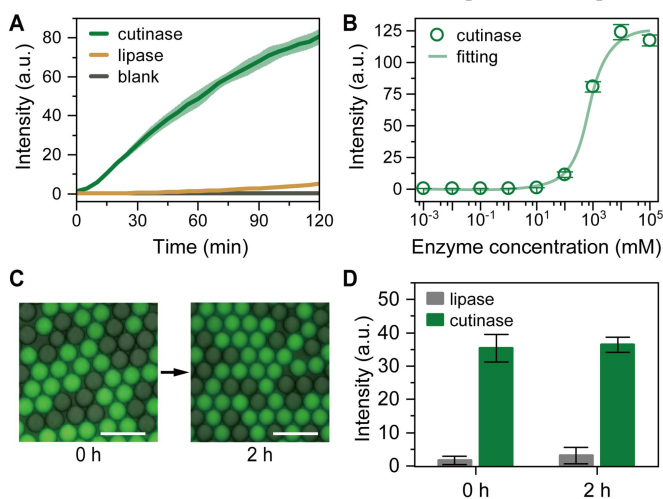 A
80
60
40
20
0
Intensity (a.u.)
cutinase
lipase
blank
0 30 60 90 120
Time (min)
B
125
100
75
50
25
0
Intensity (a.u.)
cutinase
fitting
10⁻³ 10⁻¹ 10¹ 10³ 10⁵
Enzyme concentration (mM)
C
0 h
2 h
D
50
40
30
20
10
0
Intensity (a.u.)
lipase
cutinase
0 h 2 h